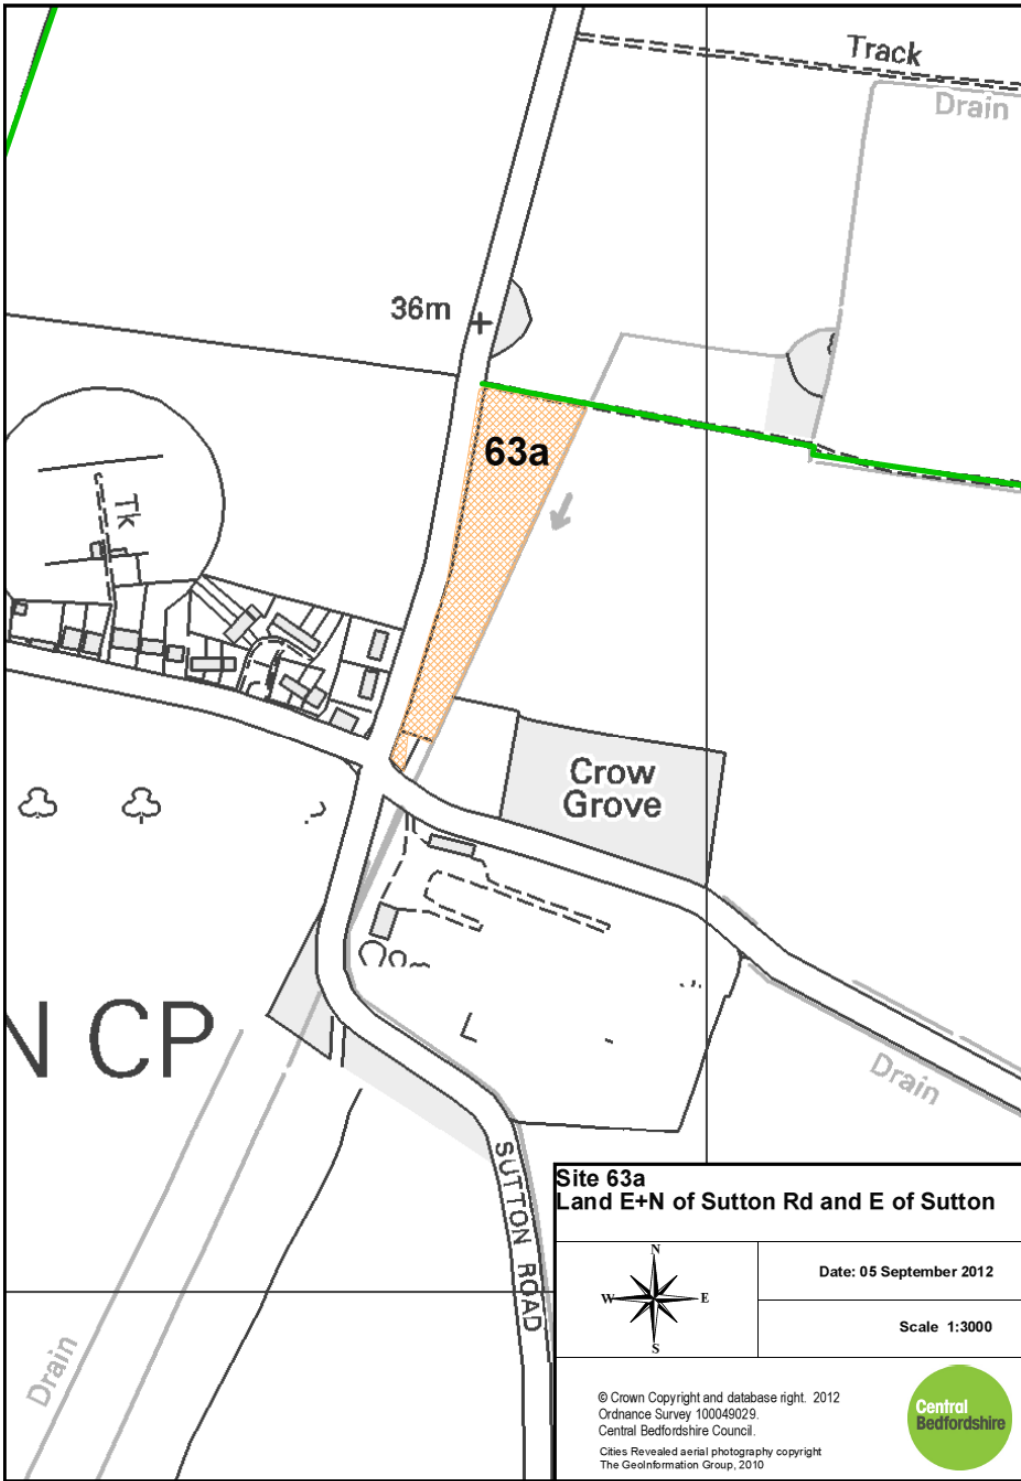 Track
Drain
36m
63a
Tk
Crow
Grove
N CP
Drain
SUTTON ROAD
Drain
Site 63a
Land E+N of Sutton Rd and E of Sutton
N
W E
S
Date: 05 September 2012
Scale 1:3000
© Crown Copyright and database right. 2012
Ordnance Survey 100049029.
Central Bedfordshire Council.
Cities Revealed aerial photography copyright
The GeoInformation Group, 2010
Central
Bedfordshire